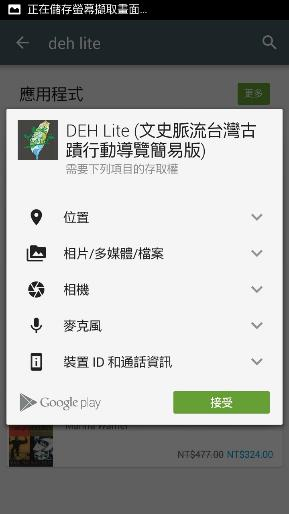 正在儲存螢幕擷取畫面...
deh lite
應用程式
更多
DEH Lite (文史脈流台灣古
蹟行動導覽簡易版)
需要下列項目的存取權
位置
相片/多媒體/檔案
相機
麥克風
裝置 ID 和通話資訊
Google play
接受
Marina Warner
NT$477.00 NT$324.00